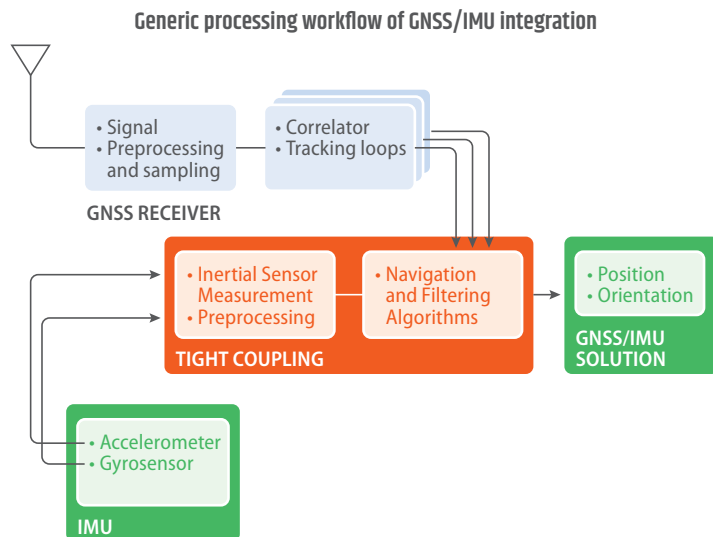 Generic processing workflow of GNSS/IMU integration
• Signal
• Preprocessing
and sampling
• Correlator
• Tracking loops
GNSS RECEIVER
• Inertial Sensor
Measurement
• Preprocessing
• Navigation
and Filtering
Algorithms
TIGHT COUPLING
• Position
• Orientation
GNSS/IMU
SOLUTION
• Accelerometer
• Gyrosensor
IMU